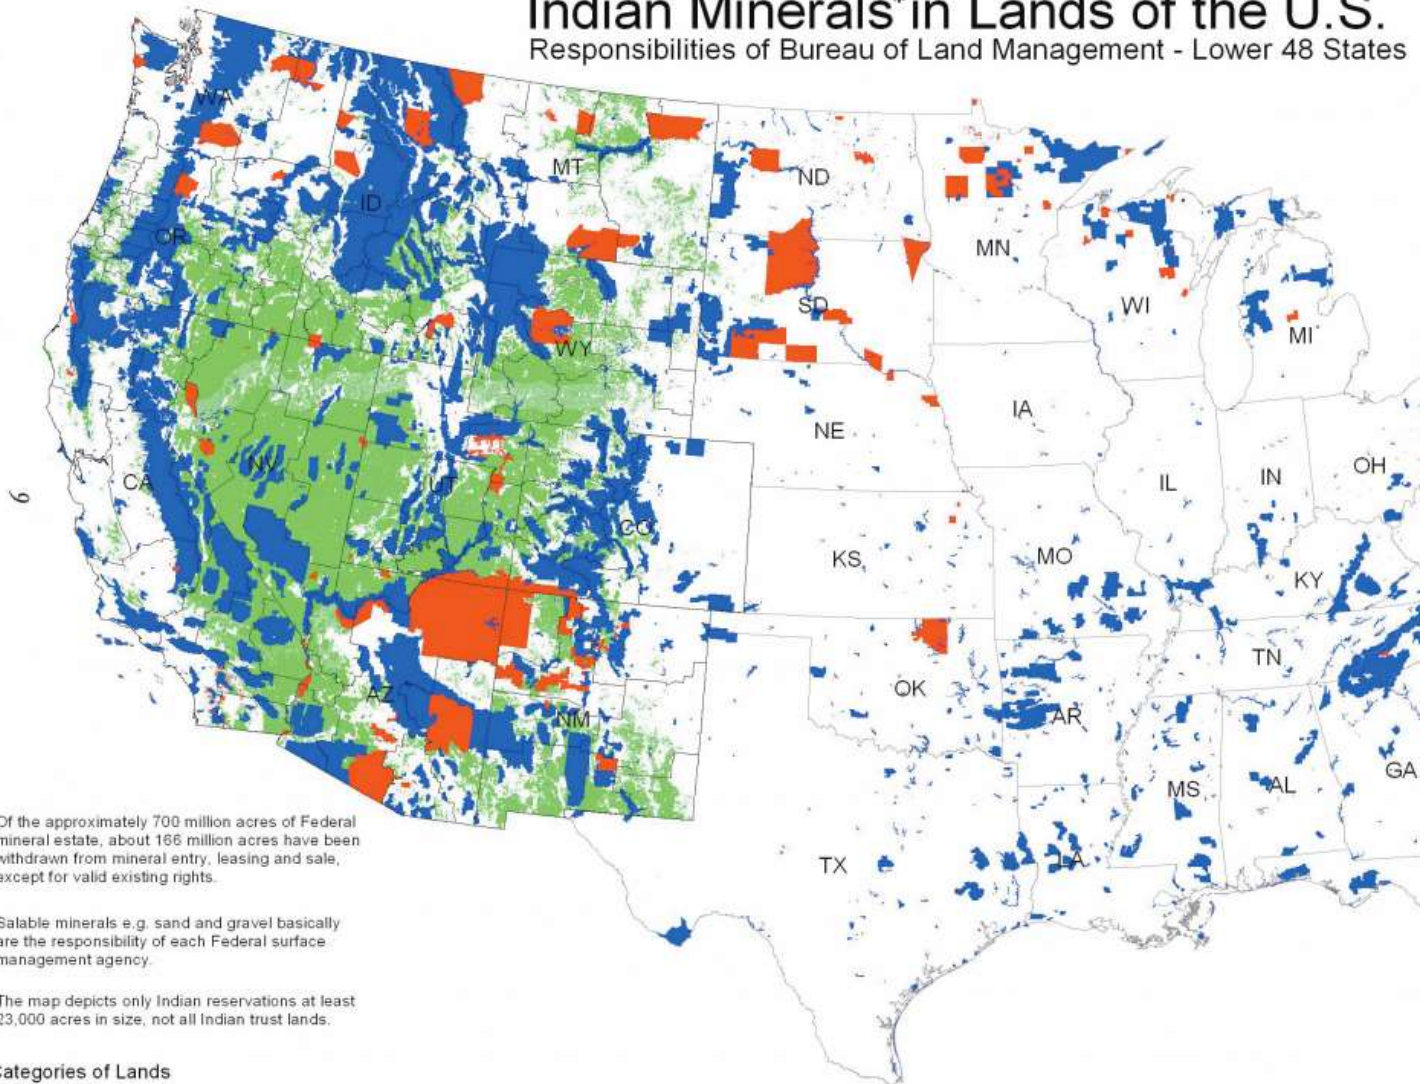 Indian Minerals* in Lands of the U.S.
Responsibilities of Bureau of Land Management - Lower 48 States
WA
MT
ND
ID
OR
MN
SD
WI
MI
WY
IA
NE
NV
UT
CA
CO
IL
IN
OH
9
KS
MO
KY
TN
OK
AZ
NM
AR
GA
MS
AL
TX
LA
Of the approximately 700 million acres of Federal
mineral estate, about 166 million acres have been
withdrawn from mineral entry, leasing and sale,
except for valid existing rights.
Salable minerals e.g. sand and gravel basically
are the responsibility of each Federal surface
management agency.
The map depicts only Indian reservations at least
23,000 acres in size, not all Indian trust lands.
Categories of Lands